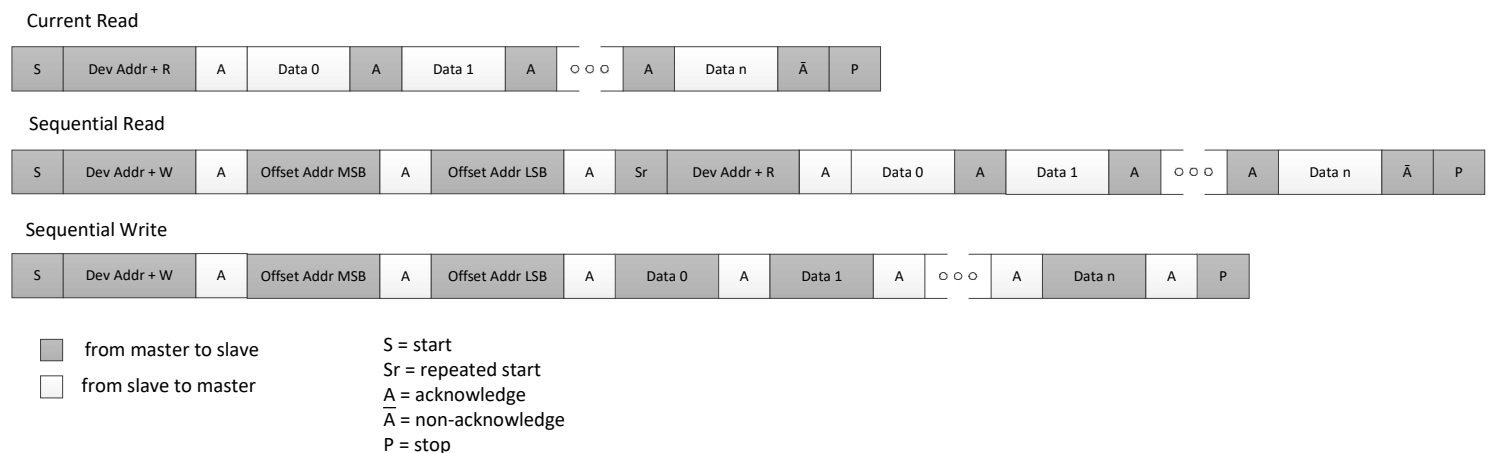 Current Read
S Dev Addr + R A Data 0 A Data 1 A A Data n Ā P
Sequential Read
S Dev Addr + W A Offset Addr MSB A Offset Addr LSB A Sr Dev Addr + R A Data 0 A Data 1 A A Data n Ā P
Sequential Write
S Dev Addr + W A Offset Addr MSB A Offset Addr LSB A Data 0 A Data 1 A A Data n A P
from master to slave
from slave to master
S = start
Sr = repeated start
A = acknowledge
Ā = non-acknowledge
P = stop